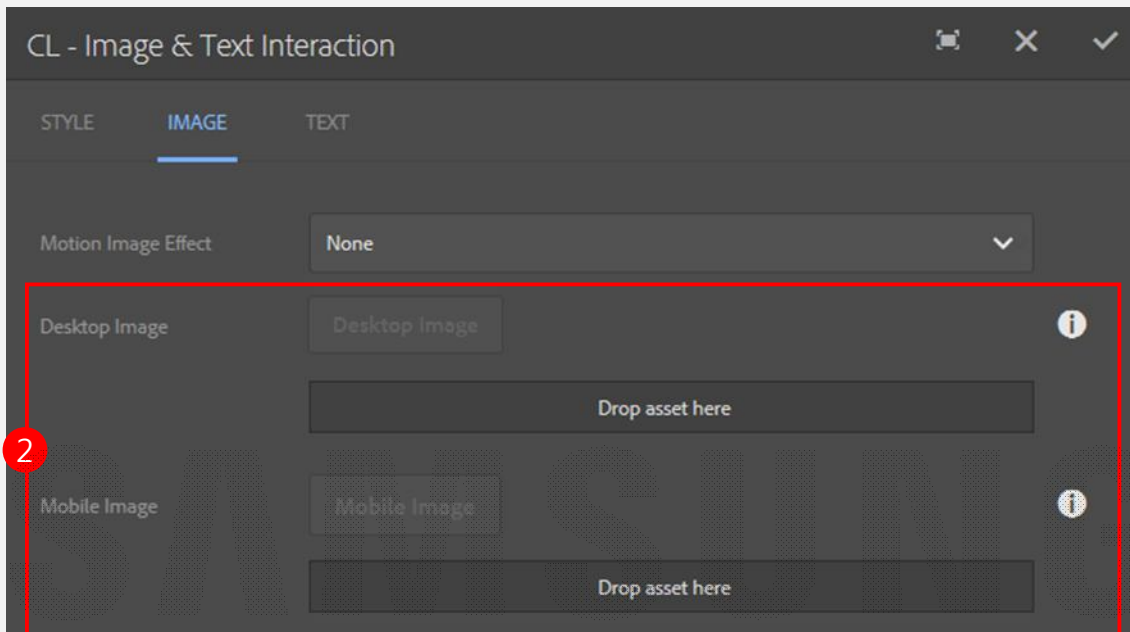 CL - Image & Text Interaction
STYLE IMAGE TEXT
Motion Image Effect None
Desktop Image Desktop Image
Drop asset here
2
Mobile Image Mobile Image
Drop asset here
SAMSUNG